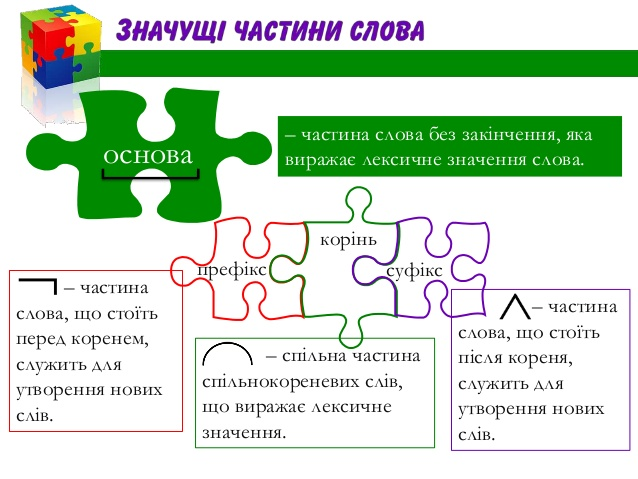 Значущі частини слова
основа
– частина слова без закінчення, яка
виражає лексичне значення слова.
префікс
корінь
суфікс
– частина
слова, що стоїть
перед коренем,
служить для
утворення нових
слів.
– спільна частина
спільнокореневих слів,
що виражає лексичне
значення.
– частина
слова, що стоїть
після кореня,
служить для
утворення нових
слів.